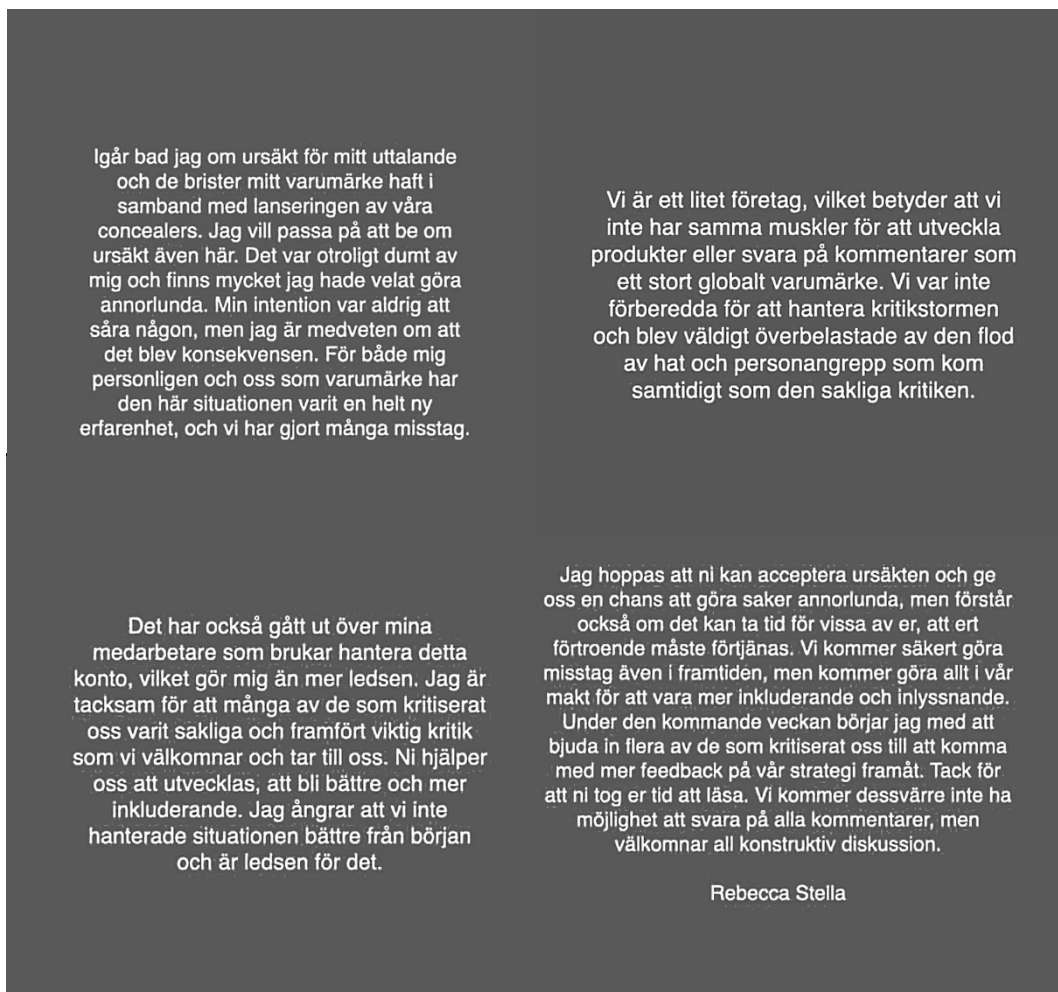 Igår bad jag om ursäkt för mitt uttalande
och de brister mitt varumärke haft i
samband med lanseringen av våra
concealers. Jag vill passa på att be om
ursäkt även här. Det var otroligt dumt av
mig och finns mycket jag hade velat göra
annorlunda. Min intention var aldrig att
såra någon, men jag är medveten om att
det blev konsekvensen. För både mig
personligen och oss som varumärke har
den här situationen varit en helt ny
erfarenhet, och vi har gjort många misstag.
Vi är ett litet företag, vilket betyder att vi
inte har samma muskler för att utveckla
produkter eller svara på kommentarer som
ett stort globalt varumärke. Vi var inte
förberedda för att hantera kritikstormen
och blev väldigt överbelastade av den flod
av hat och personangrepp som kom
samtidigt som den sakliga kritiken.
Det har också gått ut över mina
medarbetare som brukar hantera detta
konto, vilket gör mig än mer ledsen. Jag är
tacksam för att många av de som kritiserat
oss varit sakliga och framfört viktig kritik
som vi välkomnar och tar till oss. Ni hjälper
oss att utvecklas, att bli bättre och mer
inkluderande. Jag ångrar att vi inte
hanterade situationen bättre från början
och är ledsen för det.
Jag hoppas att ni kan acceptera ursäkten och ge
oss en chans att göra saker annorlunda, men förstår
också om det kan ta tid för vissa av er, att ert
förtroende måste förtjänas. Vi kommer säkert göra
misstag även i framtiden, men kommer göra allt i vår
makt för att vara mer inkluderande och inlyssnande.
Under den kommande veckan börjar jag med att
bjuda in flera av de som kritiserat oss till att komma
med mer feedback på vår strategi framåt. Tack för
att ni tog er tid att läsa. Vi kommer dessvärre inte ha
möjlighet att svara på alla kommentarer, men
välkomnar all konstruktiv diskussion.
Rebecca Stella